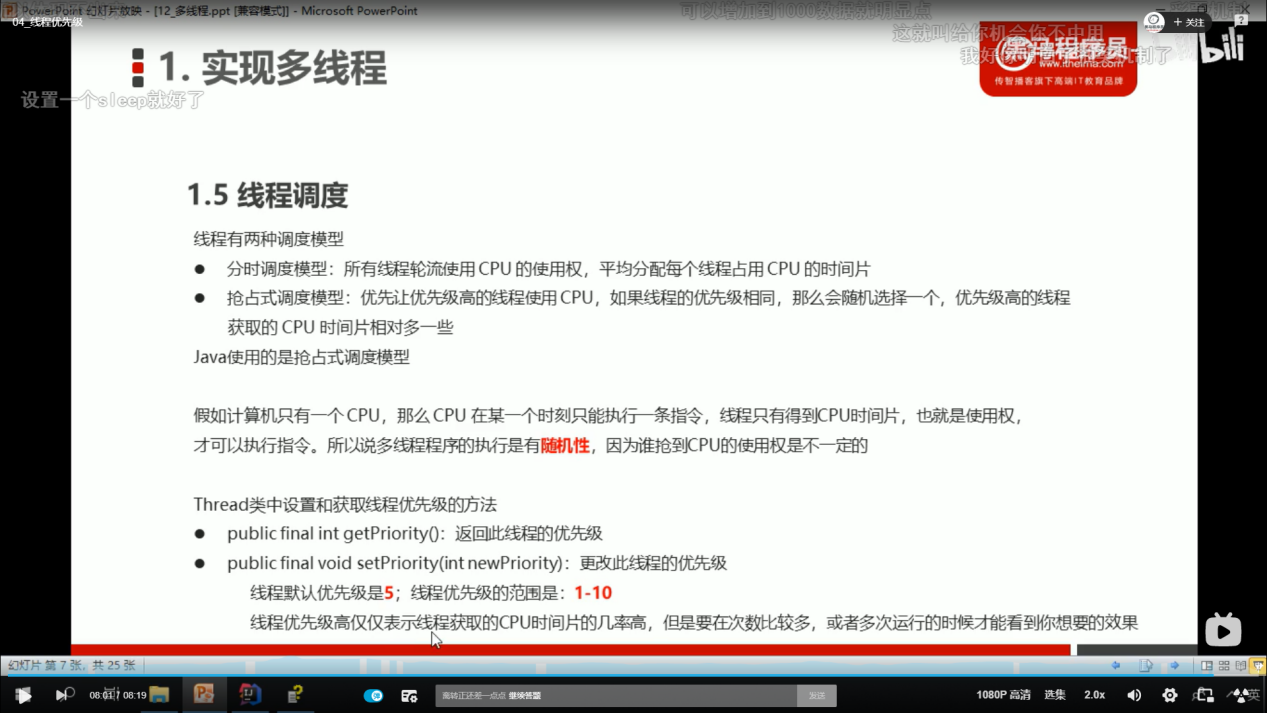 PowerPoint 幻灯片放映 - [12_多线程.ppt [兼容模式]] - Microsoft PowerPoint
04_线程优先级
可以增加到1000数据就明显点
这就叫给你机会你不中用
+ 关注
设置一个sleep就好了
1. 实现多线程
黑马程序员
www.itheima.com
传智播客旗下高端IT教育品牌
bili
1.5 线程调度
线程有两种调度模型
● 分时调度模型：所有线程轮流使用 CPU 的使用权，平均分配每个线程占用 CPU 的时间片
● 抢占式调度模型：优先让优先级高的线程使用 CPU，如果线程的优先级相同，那么会随机选择一个，优先级高的线程
获取的 CPU 时间片相对多一些
Java使用的是抢占式调度模型
假如计算机只有一个 CPU，那么 CPU 在某一个时刻只能执行一条指令，线程只有得到CPU时间片，也就是使用权，
才可以执行指令。所以说多线程程序的执行是有随机性，因为谁抢到CPU的使用权是不一定的
Thread类中设置和获取线程优先级的方法
● public final int getPriority()：返回此线程的优先级
● public final void setPriority(int newPriority)：更改此线程的优先级
线程默认优先级是5；线程优先级的范围是：1-10
线程优先级高仅仅表示线程获取的CPU时间片的几率高，但是要在次数比较多，或者多次运行的时候才能看到你想要的效果
幻灯片 第 7 张，共 25 张
08:01 / 08:19
离转正还差一点点 继续答题
发送
1080P 高清
选集
2.0x
英